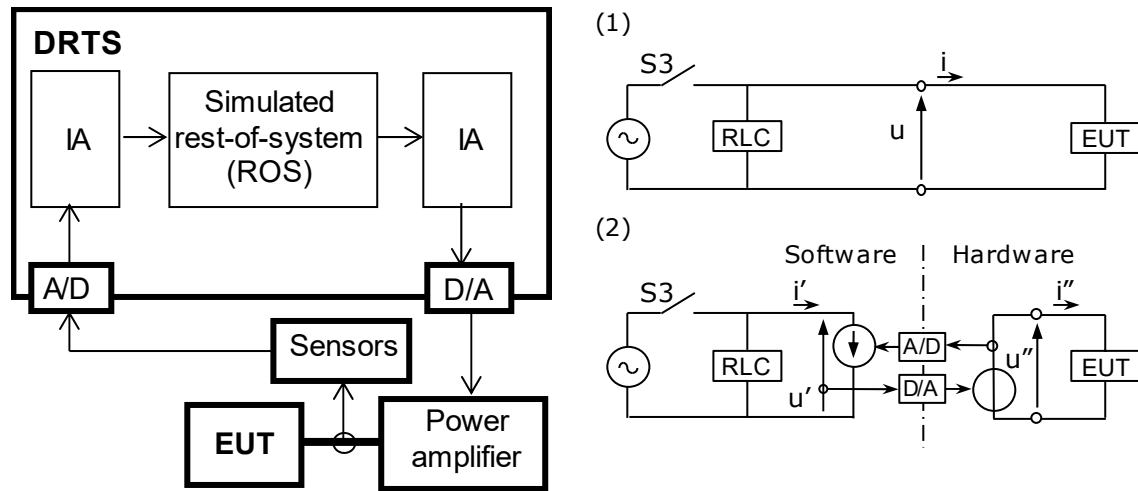 DRTS
IA
Simulated
rest-of-system
(ROS)
IA
A/D
D/A
Sensors
EUT
Power
amplifier
(1)
S3
i
RLC
u
EUT
(2)
Software
Hardware
S3
i′
i″
RLC
A/D
D/A
u′
u″
EUT